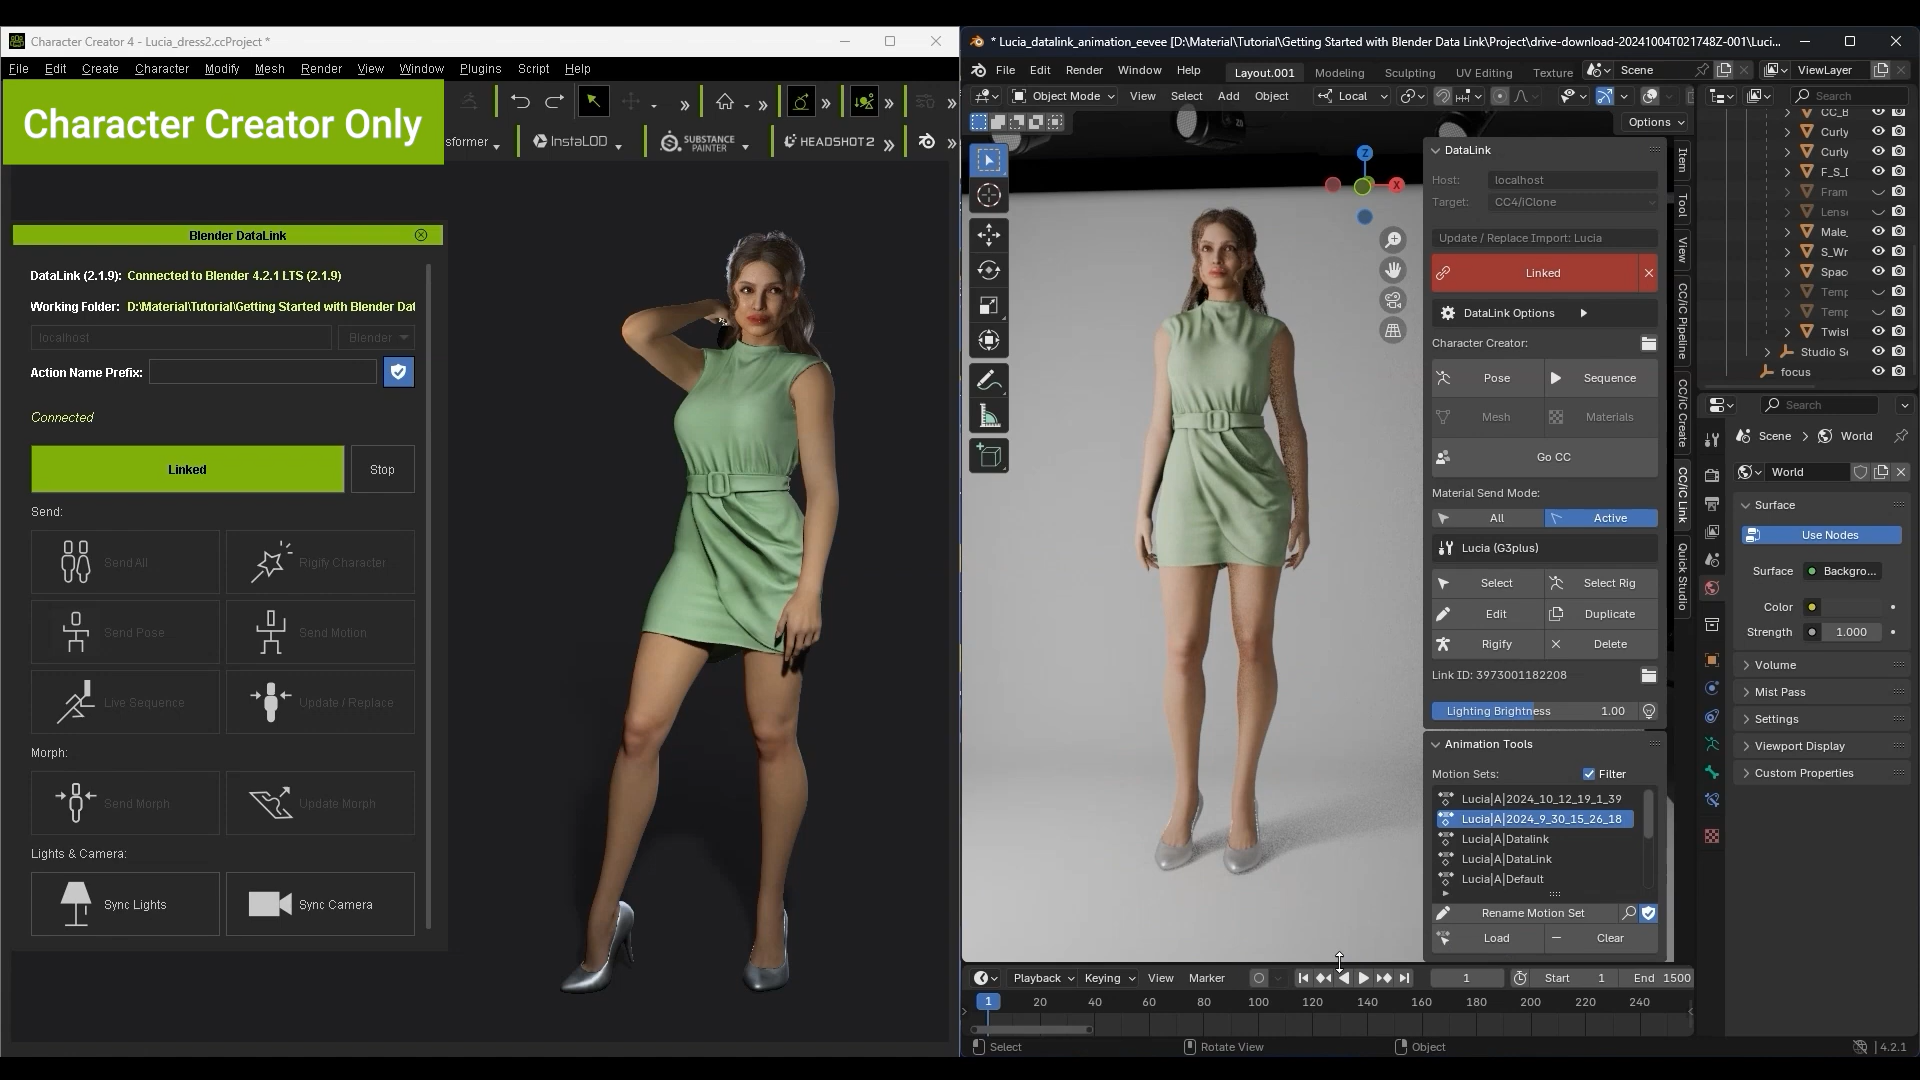 Character Creator 4 - Lucia_dress2.ccProject *
File Edit Create Character Modify Mesh Render View Window Plugins Script Help
Character Creator Only
sformer InstaLOD SUBSTANCE PAINTER HEADSHOT 2
Blender DataLink
DataLink (2.1.9): Connected to Blender 4.2.1 LTS (2.1.9)
Working Folder: D:\Material\Tutorial\Getting Started with Blender Dat
localhost Blender
Action Name Prefix:
Connected
Linked Stop
Send:
Send All Rigify Character
Send Pose Send Motion
Live Sequence Update / Replace
Morph:
Send Morph Update Morph
Lights & Camera:
Sync Lights Sync Camera
* Lucia_datalink_animation_eevee [D:\Material\Tutorial\Getting Started with Blender Data Link\Project\drive-download-20241004T021748Z-001\Luci...
File Edit Render Window Help Layout.001 Modeling Sculpting UV Editing Texture Scene ViewLayer
Object Mode View Select Add Object Local Search
Options
Z
X
DataLink
Host: localhost
Target: CC4/iClone
Update / Replace Import: Lucia
Linked
DataLink Options
Character Creator:
Pose Sequence
Mesh Materials
Go CC
Material Send Mode:
All Active
Lucia (G3plus)
Select Select Rig
Edit Duplicate
Rigify Delete
Link ID: 3973001182208
Lighting Brightness 1.00
Animation Tools
Motion Sets: Filter
Lucia|A|2024_10_12_19_1_39
Lucia|A|2024_9_30_15_26_18
Lucia|A|Datalink
Lucia|A|DataLink
Lucia|A|Default
Rename Motion Set
Load Clear
Item
Tool
View
CC/iC Pipeline
CC/iC Create
CC/iC Link
Quick Studio
CC_B
Curly
Curly
F_S_
Fram
Lense
Male_
S_Wr
Spac
Temp
Temp
Twist
Studio Se
focus
Search
Scene World
World
Surface
Use Nodes
Surface Backgro...
Color
Strength 1.000
Volume
Mist Pass
Settings
Viewport Display
Custom Properties
Playback Keying View Marker 1 Start 1 End 1500
1 20 40 60 80 100 120 140 160 180 200 220 240
Select Rotate View Object 4.2.1